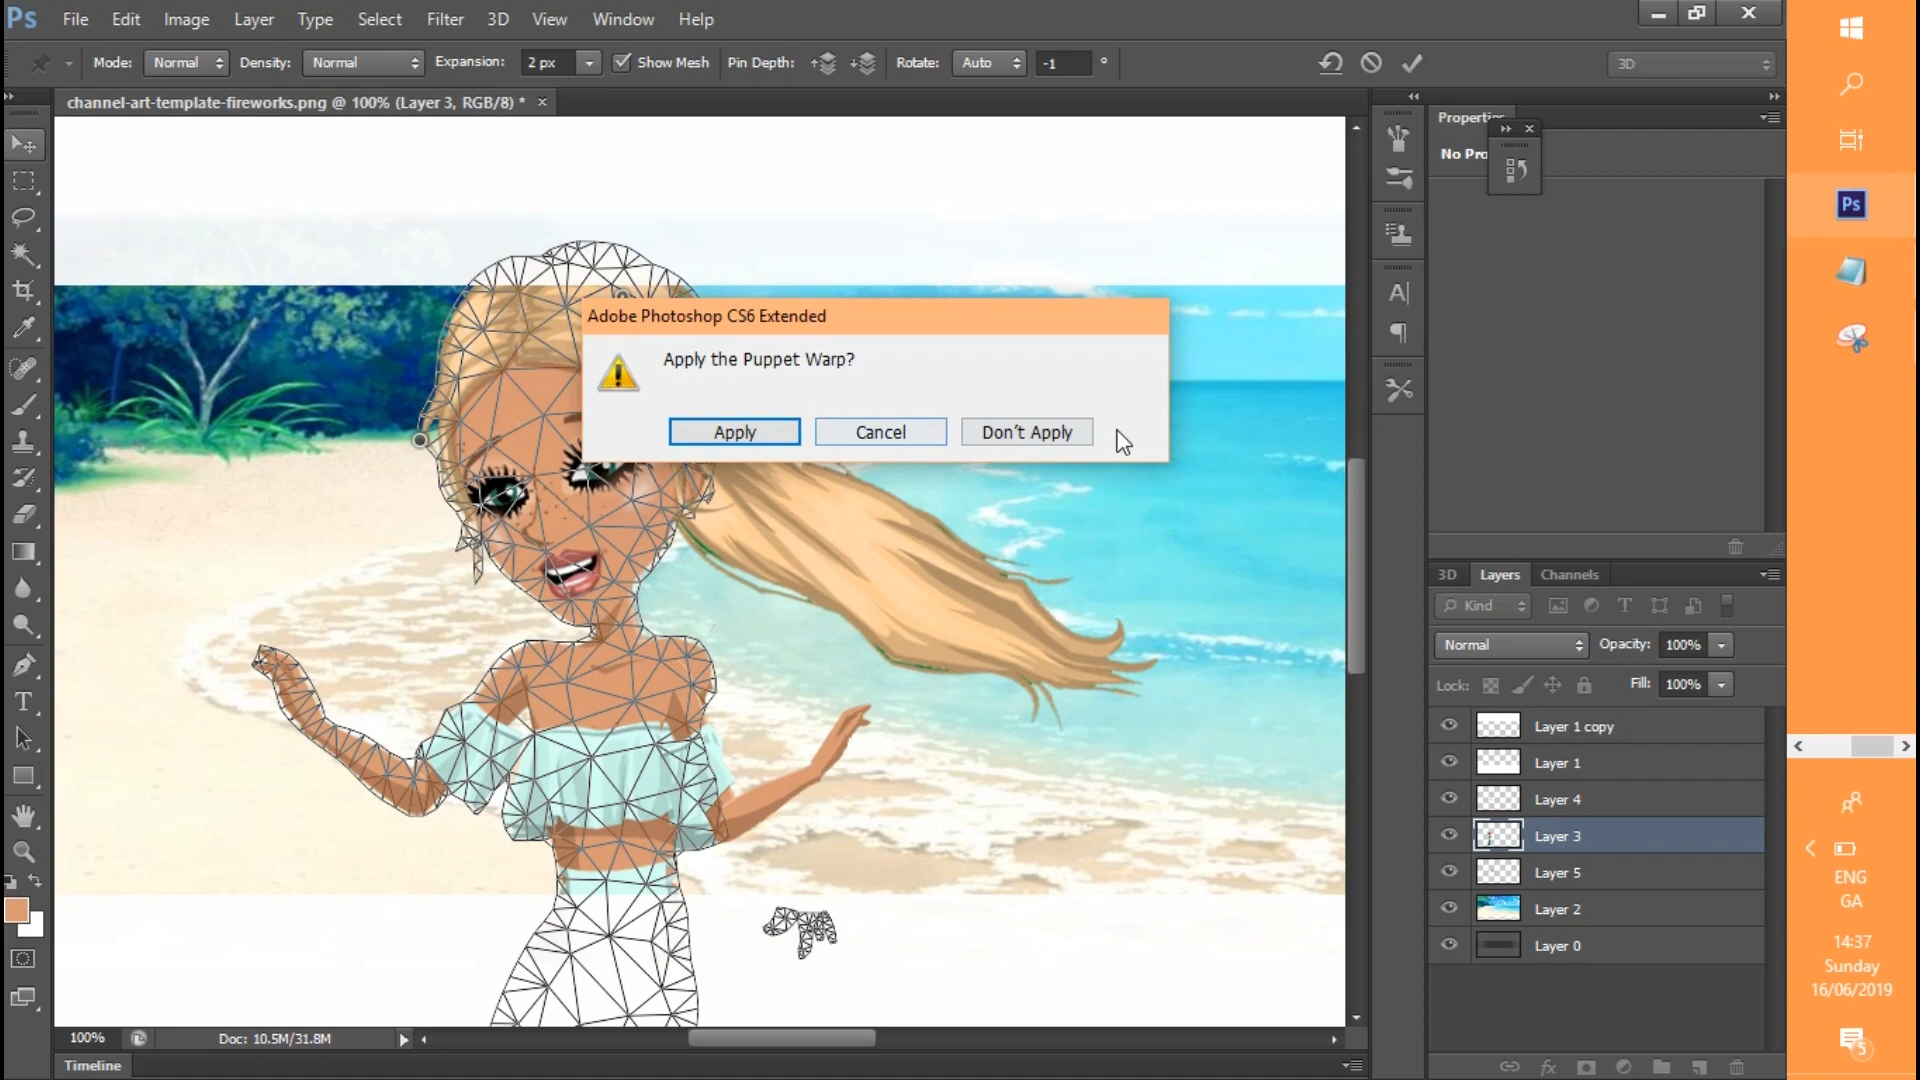 Ps File Edit Image Layer Type Select Filter 3D View Window Help
Mode: Normal Density: Normal Expansion: 2 px Show Mesh Pin Depth: Rotate: Auto -1 ° 3D
channel-art-template-fireworks.png @ 100% (Layer 3, RGB/8) * ×
Properties
No Pro
Adobe Photoshop CS6 Extended
Apply the Puppet Warp?
Apply Cancel Don't Apply
3D Layers Channels
Kind
Normal Opacity: 100%
Lock: Fill: 100%
Layer 1 copy
Layer 1
Layer 4
Layer 3
Layer 5
Layer 2
Layer 0
100% Doc: 10.5M/31.8M
Timeline
Ps
ENG
GA
14:37
Sunday
16/06/2019
5